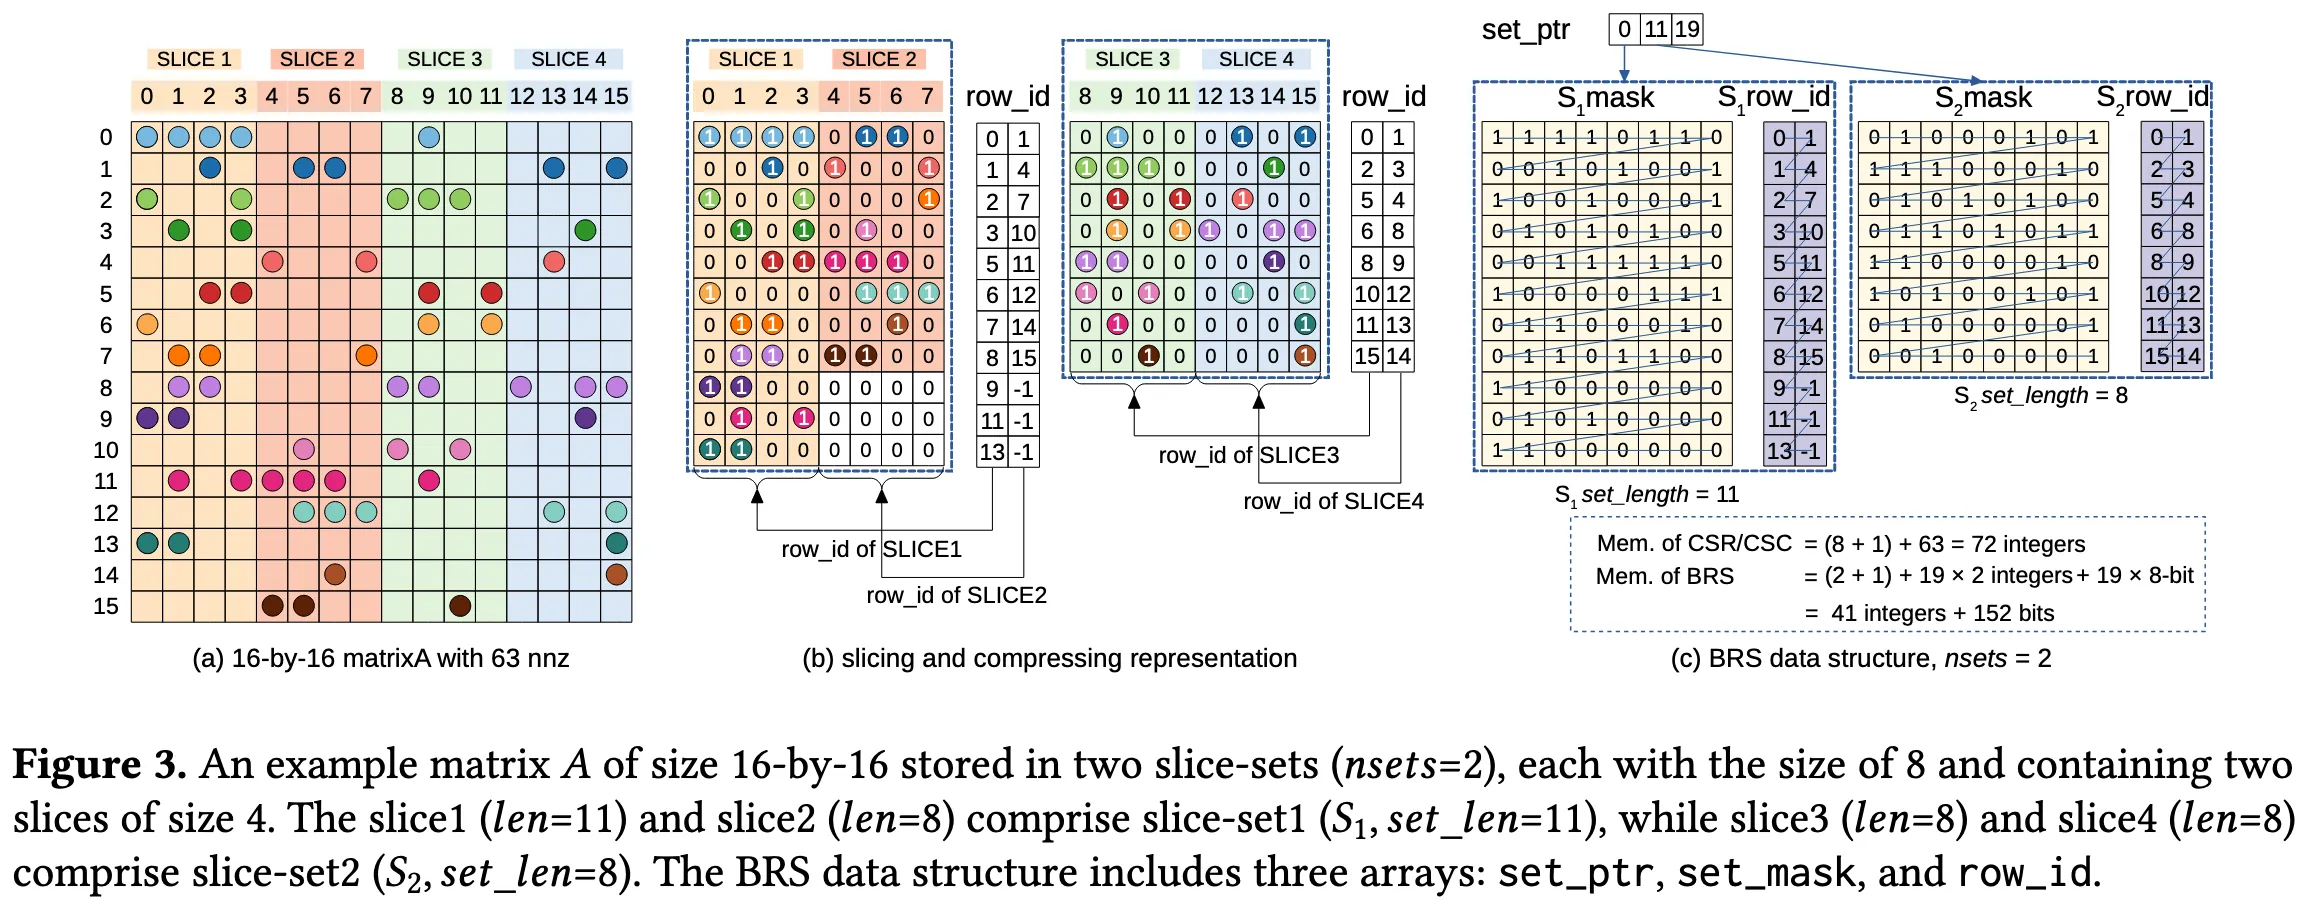 SLICE 1 SLICE 2 SLICE 3 SLICE 4
0 1 2 3 4 5 6 7 8 9 10 11 12 13 14 15
0
1
2
3
4
5
6
7
8
9
10
11
12
13
14
15
(a) 16-by-16 matrixA with 63 nnz
SLICE 1 SLICE 2
0 1 2 3 4 5 6 7 row_id
1 1 1 1 0 1 1 0 0 1
0 0 1 0 1 0 0 1 1 4
1 0 0 1 0 0 0 1 2 7
0 1 0 1 0 1 0 0 3 10
0 0 1 1 1 1 1 0 5 11
1 0 0 0 0 1 1 1 6 12
0 1 1 0 0 0 1 0 7 14
0 1 1 0 1 1 0 0 8 15
1 1 0 0 0 0 0 0 9 -1
0 1 0 1 0 0 0 0 11 -1
1 1 0 0 0 0 0 0 13 -1
row_id of SLICE1
row_id of SLICE2
SLICE 3 SLICE 4
8 9 10 11 12 13 14 15 row_id
0 1 0 0 0 1 0 1 0 1
1 1 1 0 0 0 1 0 2 3
0 1 0 1 0 1 0 0 5 4
0 1 0 1 1 0 1 1 6 8
1 1 0 0 0 0 1 0 8 9
1 0 1 0 0 1 0 1 10 12
0 1 0 0 0 0 0 1 11 13
0 0 1 0 0 0 0 1 15 14
row_id of SLICE3
row_id of SLICE4
(b) slicing and compressing representation
set_ptr 0 11 19
S1mask S1row_id
1 1 1 1 0 1 1 0 0 1
0 0 1 0 1 0 0 1 1 4
1 0 0 1 0 0 0 1 2 7
0 1 0 1 0 1 0 0 3 10
0 0 1 1 1 1 1 0 5 11
1 0 0 0 0 1 1 1 6 12
0 1 1 0 0 0 1 0 7 14
0 1 1 0 1 1 0 0 8 15
1 1 0 0 0 0 0 0 9 -1
0 1 0 1 0 0 0 0 11 -1
1 1 0 0 0 0 0 0 13 -1
S1 set_length = 11
S2mask S2row_id
0 1 0 0 0 1 0 1 0 1
1 1 1 0 0 0 1 0 2 3
0 1 0 1 0 1 0 0 5 4
0 1 1 0 1 0 1 1 6 8
1 1 0 0 0 0 1 0 8 9
1 0 1 0 0 1 0 1 10 12
0 1 0 0 0 0 0 1 11 13
0 0 1 0 0 0 0 1 15 14
S2 set_length = 8
Mem. of CSR/CSC = (8 + 1) + 63 = 72 integers
Mem. of BRS = (2 + 1) + 19 × 2 integers + 19 × 8-bit
= 41 integers + 152 bits
(c) BRS data structure, nsets = 2
Figure 3. An example matrix A of size 16-by-16 stored in two slice-sets (nsets=2), each with the size of 8 and containing two
slices of size 4. The slice1 (len=11) and slice2 (len=8) comprise slice-set1 (S1, set_len=11), while slice3 (len=8) and slice4 (len=8)
comprise slice-set2 (S2, set_len=8). The BRS data structure includes three arrays: set_ptr, set_mask, and row_id.